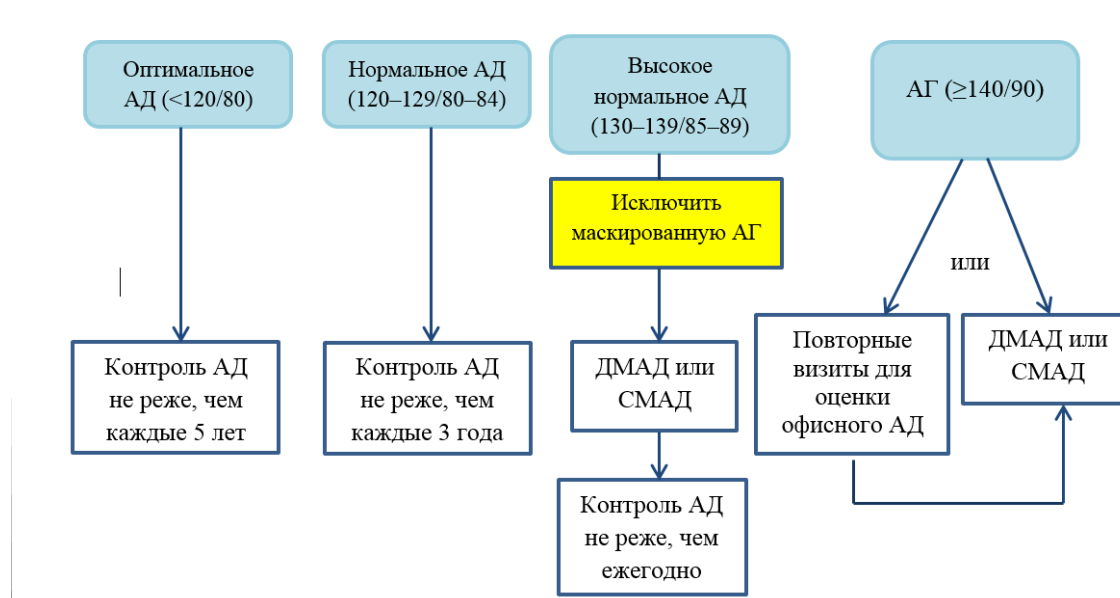 Оптимальное
АД (<120/80)
Нормальное АД
(120–129/80–84)
Высокое
нормальное АД
(130–139/85–89)
АГ (≥140/90)
Исключить
маскированную АГ
или
Контроль АД
не реже, чем
каждые 5 лет
Контроль АД
не реже, чем
каждые 3 года
ДМАД или
СМАД
Повторные
визиты для
оценки
офисного АД
ДМАД или
СМАД
Контроль АД
не реже, чем
ежегодно